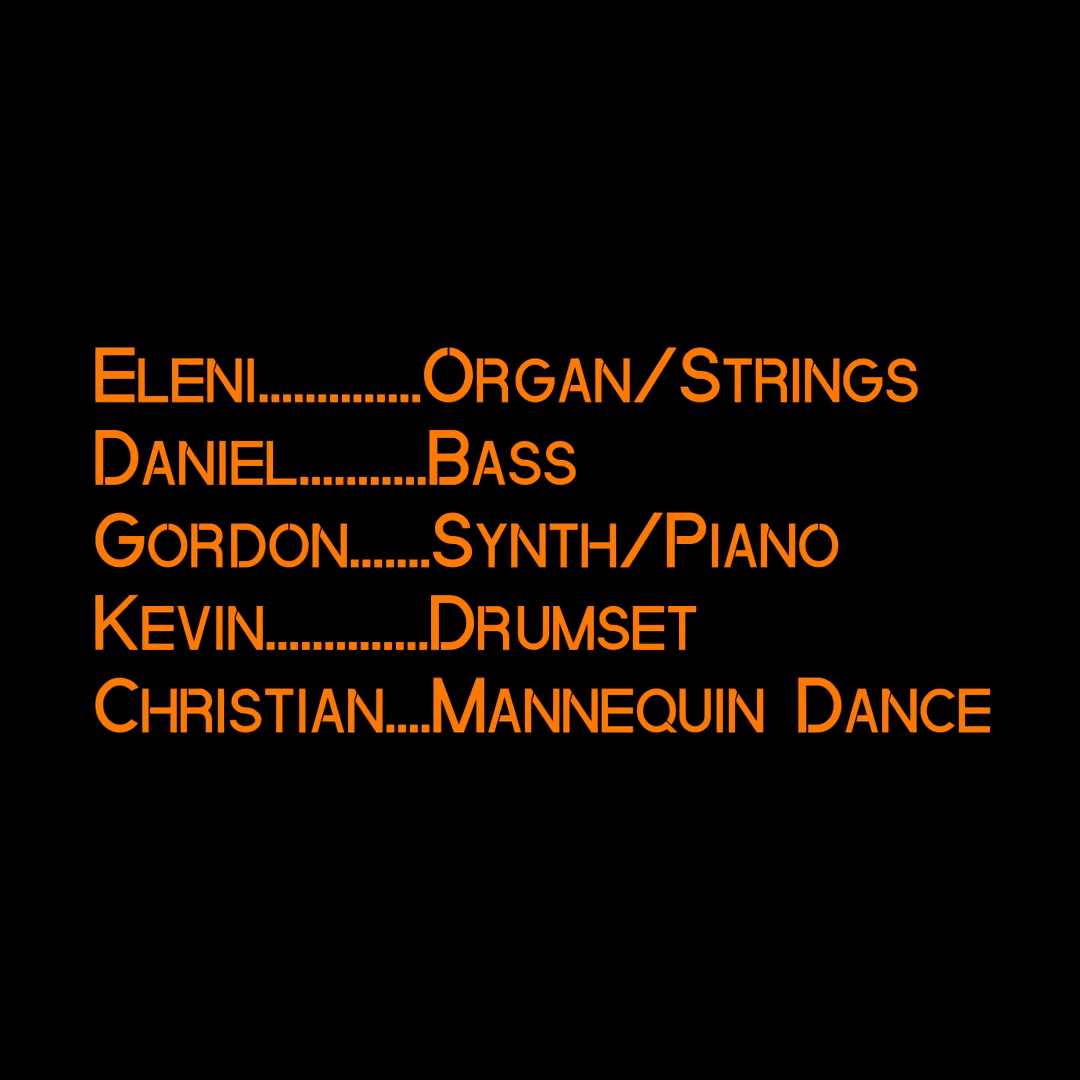 Eleni..............Organ/Strings
Daniel...........Bass
Gordon.......Synth/Piano
Kevin..............Drumset
Christian....Mannequin Dance